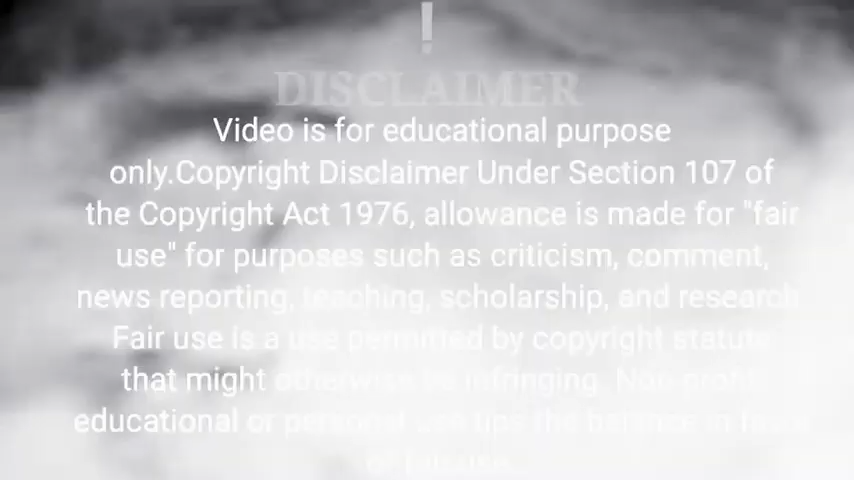 !
DISCLAIMER
Video is for educational purpose
only.Copyright Disclaimer Under Section 107 of
the Copyright Act 1976, allowance is made for "fair
use" for purposes such as criticism, comment,
news reporting, teaching, scholarship, and research
Fair use is a use permitted by copyright statute
that might otherwise be infringing. Non-profit
educational or personal use tips the balance in favor